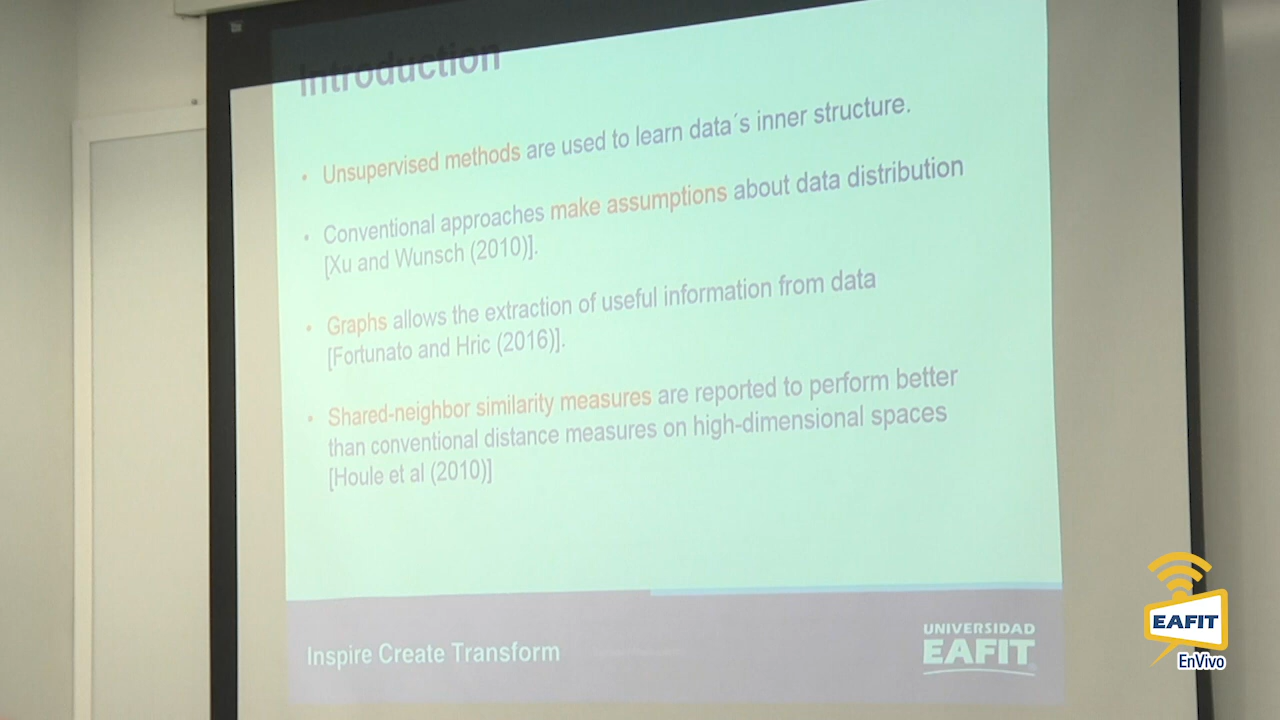 Introduction
• Unsupervised methods are used to learn data´s inner structure.
• Conventional approaches make assumptions about data distribution
[Xu and Wunsch (2010)].
• Graphs allows the extraction of useful information from data
[Fortunato and Hric (2016)].
• Shared-neighbor similarity measures are reported to perform better
than conventional distance measures on high-dimensional spaces
[Houle et al (2010)]
Inspire Create Transform
UNIVERSIDAD
EAFIT
EAFIT
EnVivo